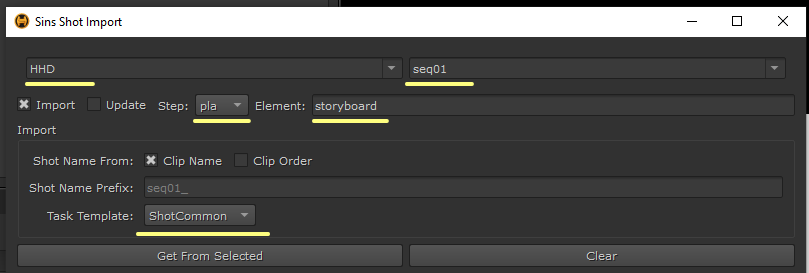 Sins Shot Import
HHD seq01
Import Update Step: pla Element: storyboard
Import
Shot Name From: Clip Name Clip Order
Shot Name Prefix: seq01_
Task Template: ShotCommon
Get From Selected Clear